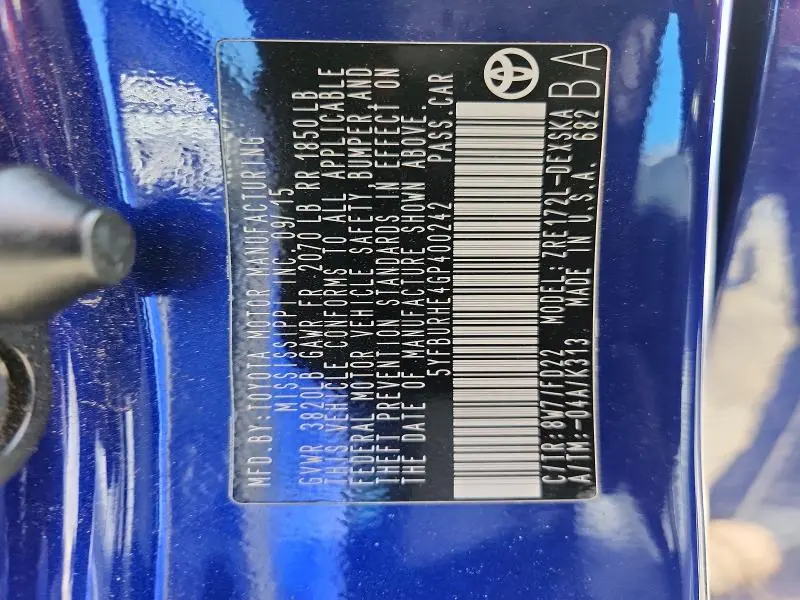 MFD.BY:TOYOTA MOTOR MANUFACTURING
MISSISSIPPI INC. 09/15
GVWR 3820LB GAWR FR 2070 LB RR 1850LB
THIS VEHICLE CONFORMS TO ALL APPLICABLE
FEDERAL MOTOR VEHICLE SAFETY, BUMPER, AND
THEFT PREVENTION STANDARDS IN EFFECT ON
THE DATE OF MANUFACTURE SHOWN ABOVE.
5YFBURHE4GP400242 PASS.CAR
C/TR:8W7/FD22 MODEL:ZRE172L-DEXSKA
A/TM:-04A/K313 MADE IN U.S.A. 682
BA